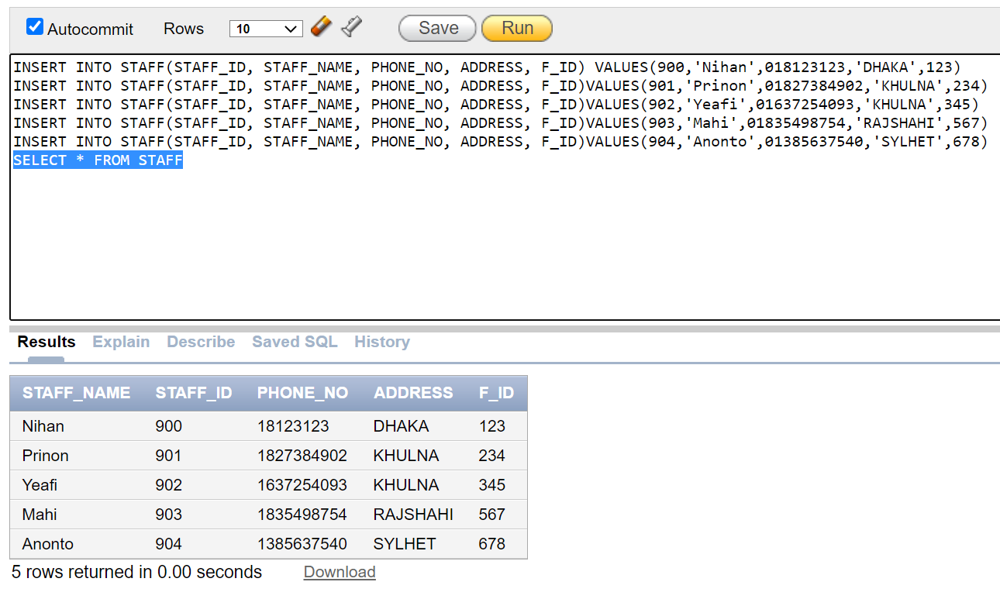 Autocommit Rows 10 Save Run
INSERT INTO STAFF(STAFF_ID, STAFF_NAME, PHONE_NO, ADDRESS, F_ID) VALUES(900,'Nihan',018123123,'DHAKA',123)
INSERT INTO STAFF(STAFF_ID, STAFF_NAME, PHONE_NO, ADDRESS, F_ID)VALUES(901,'Prinon',01827384902,'KHULNA',234)
INSERT INTO STAFF(STAFF_ID, STAFF_NAME, PHONE_NO, ADDRESS, F_ID)VALUES(902,'Yeafi',01637254093,'KHULNA',345)
INSERT INTO STAFF(STAFF_ID, STAFF_NAME, PHONE_NO, ADDRESS, F_ID)VALUES(903,'Mahi',01835498754,'RAJSHAHI',567)
INSERT INTO STAFF(STAFF_ID, STAFF_NAME, PHONE_NO, ADDRESS, F_ID)VALUES(904,'Anonto',01385637540,'SYLHET',678)
SELECT * FROM STAFF
Results Explain Describe Saved SQL History
STAFF_NAME STAFF_ID PHONE_NO ADDRESS F_ID
Nihan 900 18123123 DHAKA 123
Prinon 901 1827384902 KHULNA 234
Yeafi 902 1637254093 KHULNA 345
Mahi 903 1835498754 RAJSHAHI 567
Anonto 904 1385637540 SYLHET 678
5 rows returned in 0.00 seconds Download